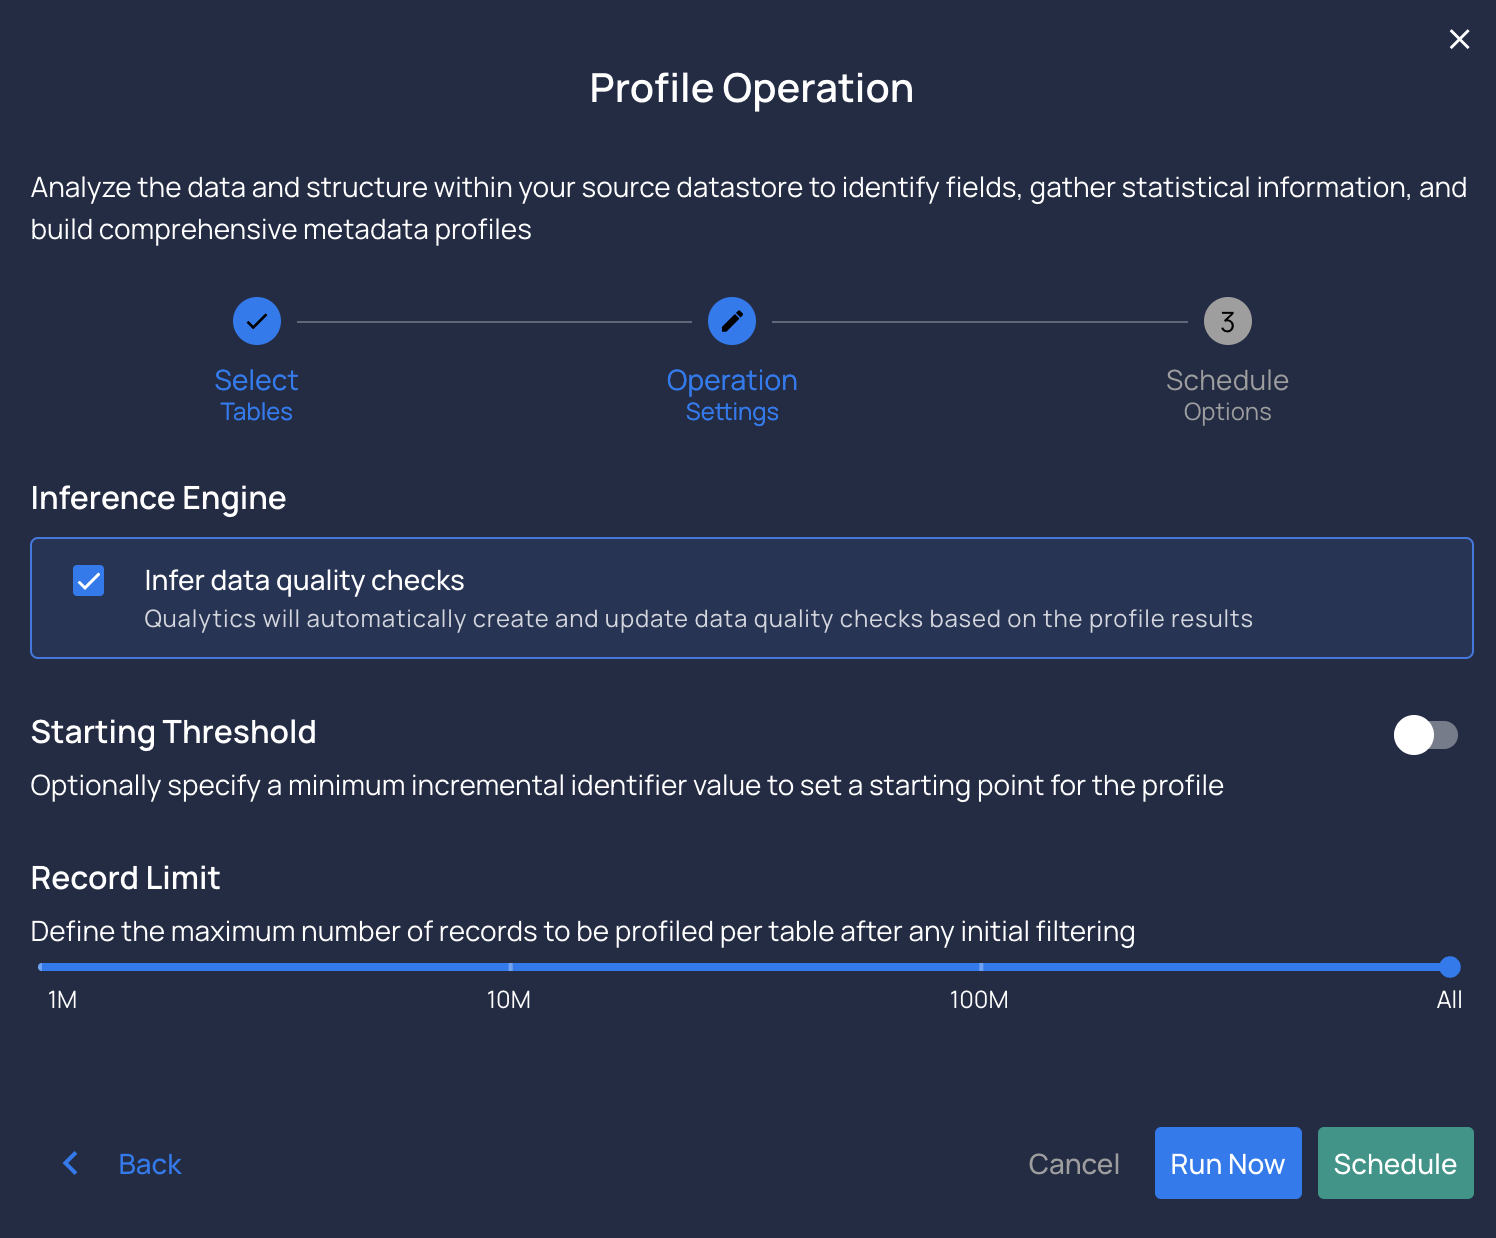 Profile Operation
Analyze the data and structure within your source datastore to identify fields, gather statistical information, and
build comprehensive metadata profiles
3
Select
Tables
Operation
Settings
Schedule
Options
Inference Engine
Infer data quality checks
Qualytics will automatically create and update data quality checks based on the profile results
Starting Threshold
Optionally specify a minimum incremental identifier value to set a starting point for the profile
Record Limit
Define the maximum number of records to be profiled per table after any initial filtering
1M 10M 100M All
Back Cancel Run Now Schedule